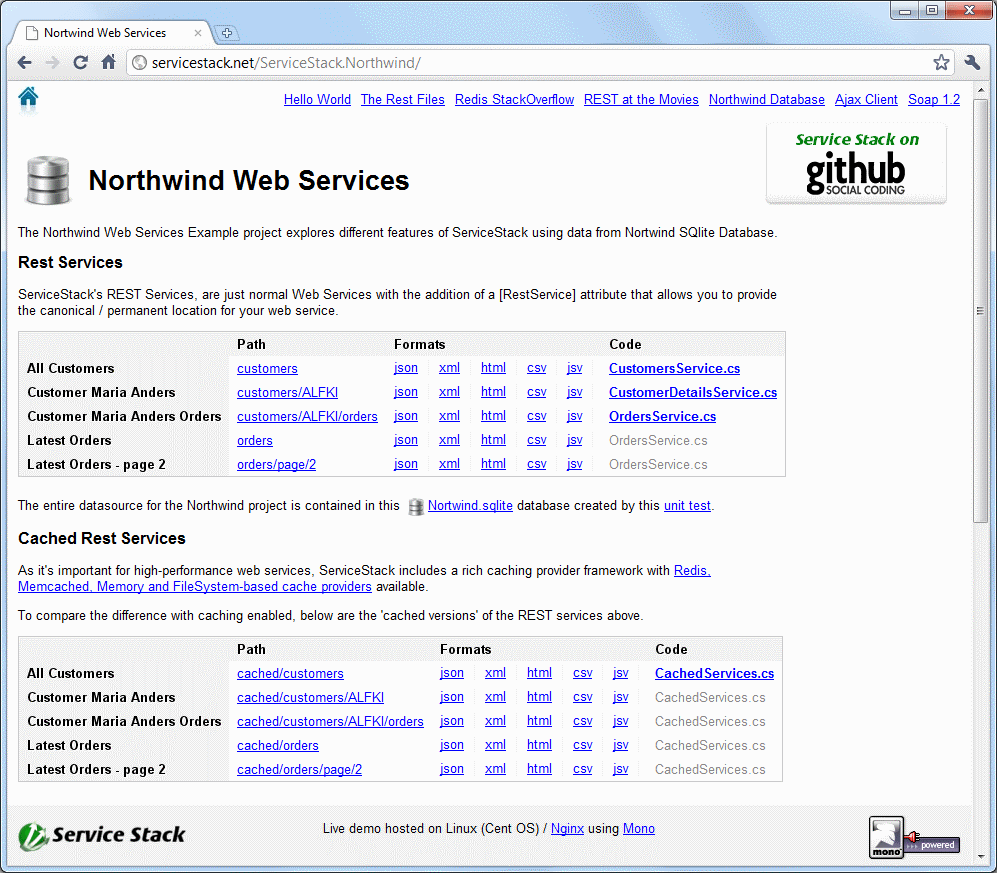 Nortwind Web Services
servicestack.net/ServiceStack.Northwind/
Hello World The Rest Files Redis StackOverflow REST at the Movies Northwind Database Ajax Client Soap 1.2
Service Stack on
github
SOCIAL CODING
Northwind Web Services
The Northwind Web Services Example project explores different features of ServiceStack using data from Nortwind SQlite Database.
Rest Services
ServiceStack's REST Services, are just normal Web Services with the addition of a [RestService] attribute that allows you to provide
the canonical / permanent location for your web service.
Path Formats Code
All Customers customers json xml html csv jsv CustomersService.cs
Customer Maria Anders customers/ALFKI json xml html csv jsv CustomerDetailsService.cs
Customer Maria Anders Orders customers/ALFKI/orders json xml html csv jsv OrdersService.cs
Latest Orders orders json xml html csv jsv OrdersService.cs
Latest Orders - page 2 orders/page/2 json xml html csv jsv OrdersService.cs
The entire datasource for the Northwind project is contained in this Nortwind.sqlite database created by this unit test.
Cached Rest Services
As it's important for high-performance web services, ServiceStack includes a rich caching provider framework with Redis,
Memcached, Memory and FileSystem-based cache providers available.
To compare the difference with caching enabled, below are the 'cached versions' of the REST services above.
Path Formats Code
All Customers cached/customers json xml html csv jsv CachedServices.cs
Customer Maria Anders cached/customers/ALFKI json xml html csv jsv CachedServices.cs
Customer Maria Anders Orders cached/customers/ALFKI/orders json xml html csv jsv CachedServices.cs
Latest Orders cached/orders json xml html csv jsv CachedServices.cs
Latest Orders - page 2 cached/orders/page/2 json xml html csv jsv CachedServices.cs
Service Stack
Live demo hosted on Linux (Cent OS) / Nginx using Mono
mono powered